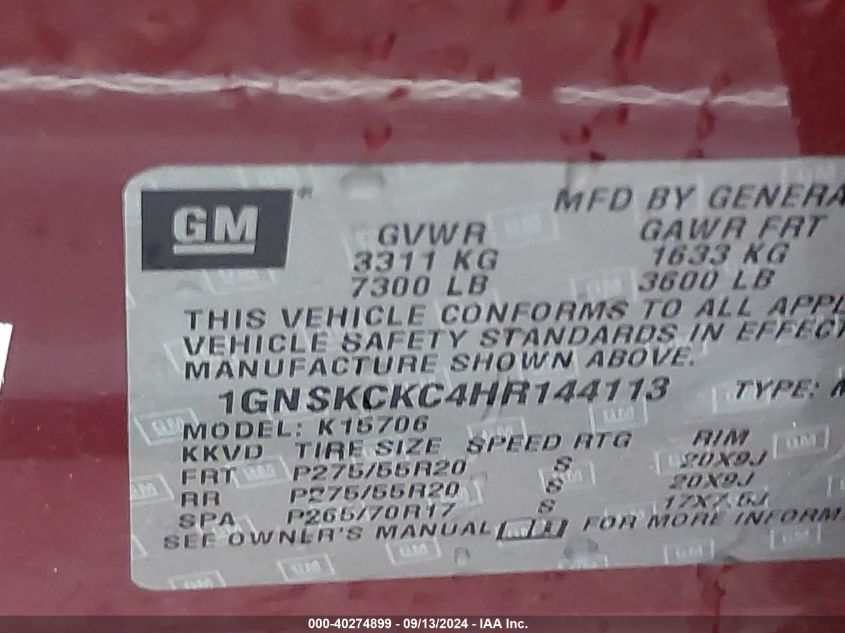 GM ® MFD BY GENERA
GVWR GAWR FRT
3311 KG 1633 KG
7300 LB 3600 LB
THIS VEHICLE CONFORMS TO ALL APPL
VEHICLE SAFETY STANDARDS IN EFFECT
MANUFACTURE SHOWN ABOVE.
1GNSKCKC4HR144113 TYPE: M
MODEL: K15706
KKVD TIRE SIZE SPEED RTG RIM
FRT P275/55R20 S 20X9J
RR P275/55R20 S 20X9J
SPA P265/70R17 S 17X7.5J
SEE OWNER'S MANUAL FOR MORE INFORM
000-40274899 - 09/13/2024 - IAA Inc.